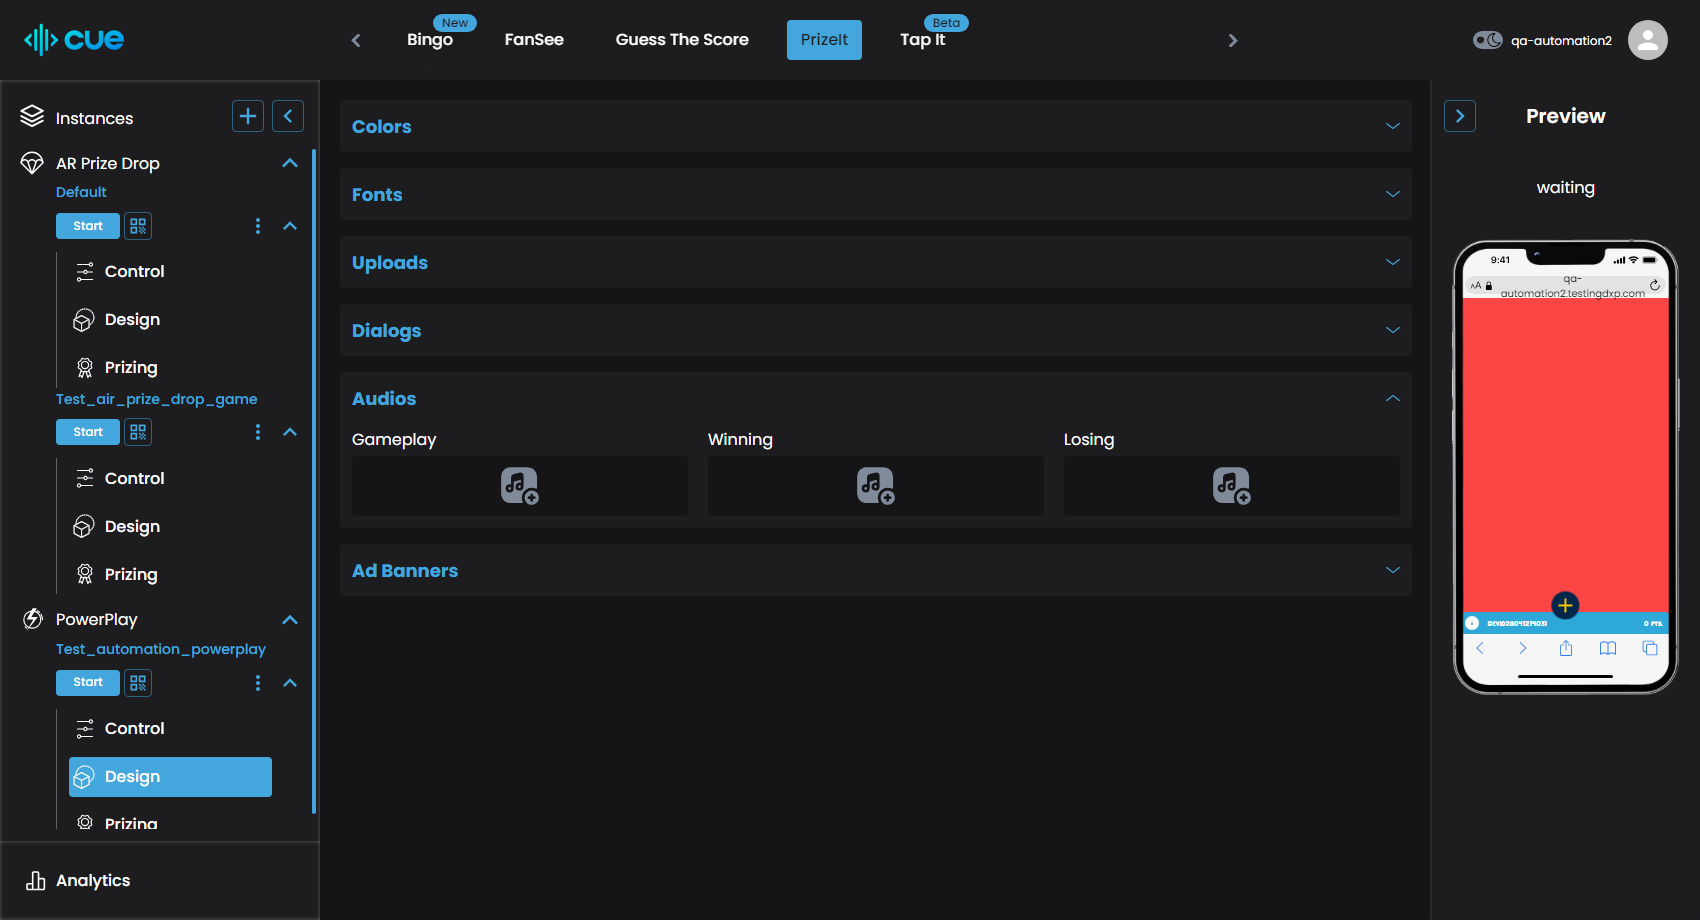 cue
New
Bingo
FanSee
Guess The Score
PrizeIt
Beta
Tap It
qa-automation2
Instances
AR Prize Drop
Default
Start
Control
Design
Prizing
Test_air_prize_drop_game
Start
Control
Design
Prizing
PowerPlay
Test_automation_powerplay
Start
Control
Design
Prizing
Analytics
Colors
Fonts
Uploads
Dialogs
Audios
Gameplay
Winning
Losing
Ad Banners
Preview
waiting
9:41
AA
qa-
automation2.testingdxp.com
0 PTS.